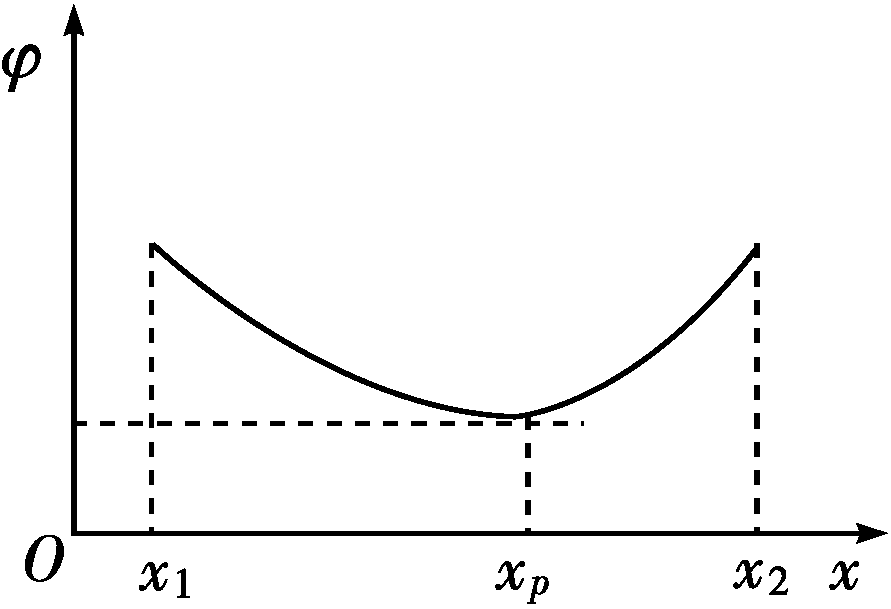 φ
O
x₁
xₚ
x₂
x